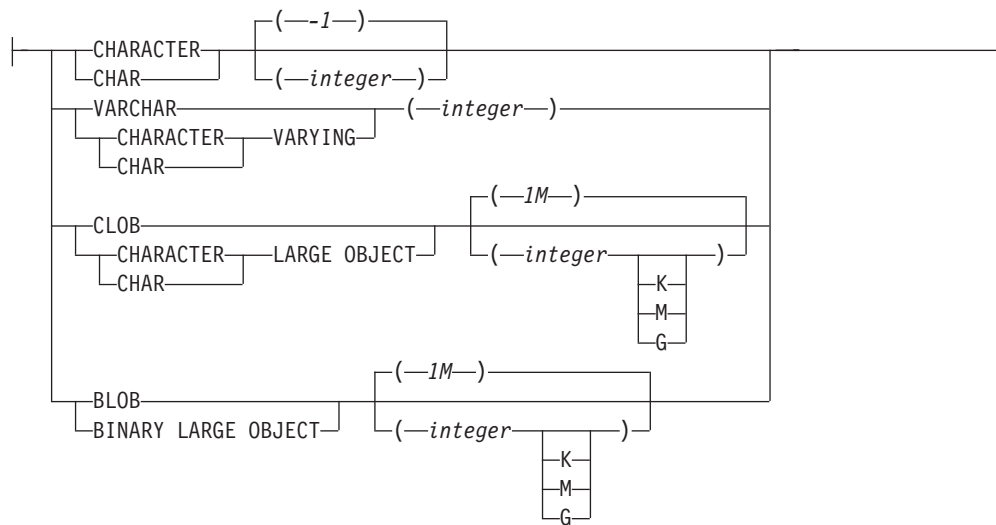 ( -1 )
CHARACTER
CHAR ( integer )
VARCHAR ( integer )
CHARACTER VARYING
CHAR
( 1M )
CLOB
CHARACTER LARGE OBJECT ( integer )
CHAR K
M
G
( 1M )
BLOB
BINARY LARGE OBJECT ( integer )
K
M
G